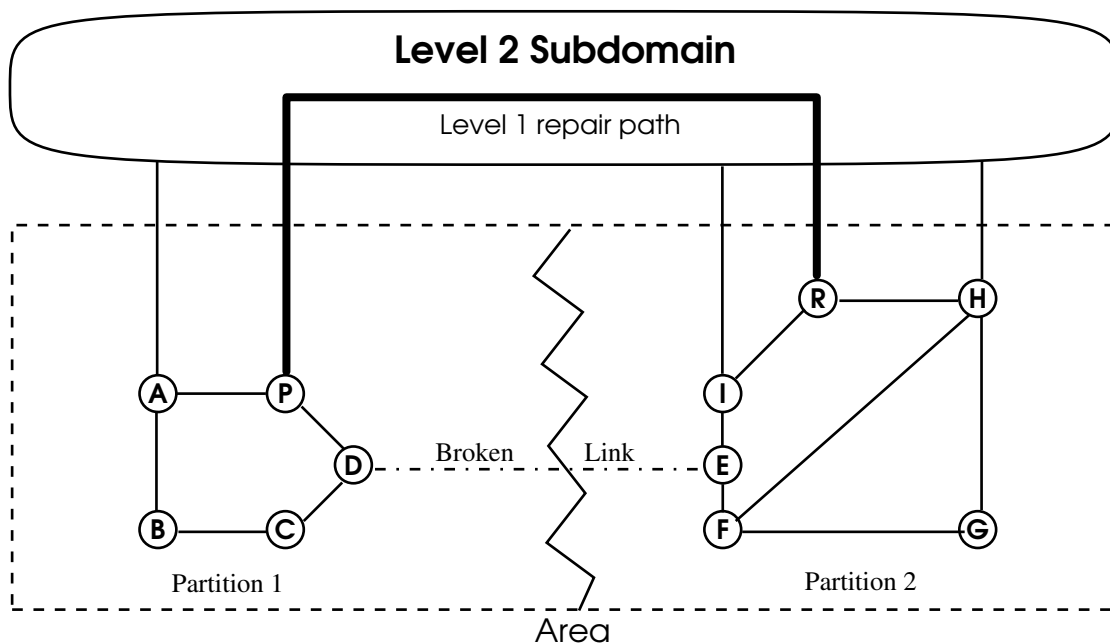 Level 2 Subdomain
Level 1 repair path
R
H
A
P
I
Broken
Link
D
E
B
C
F
G
Partition 1
Partition 2
Area